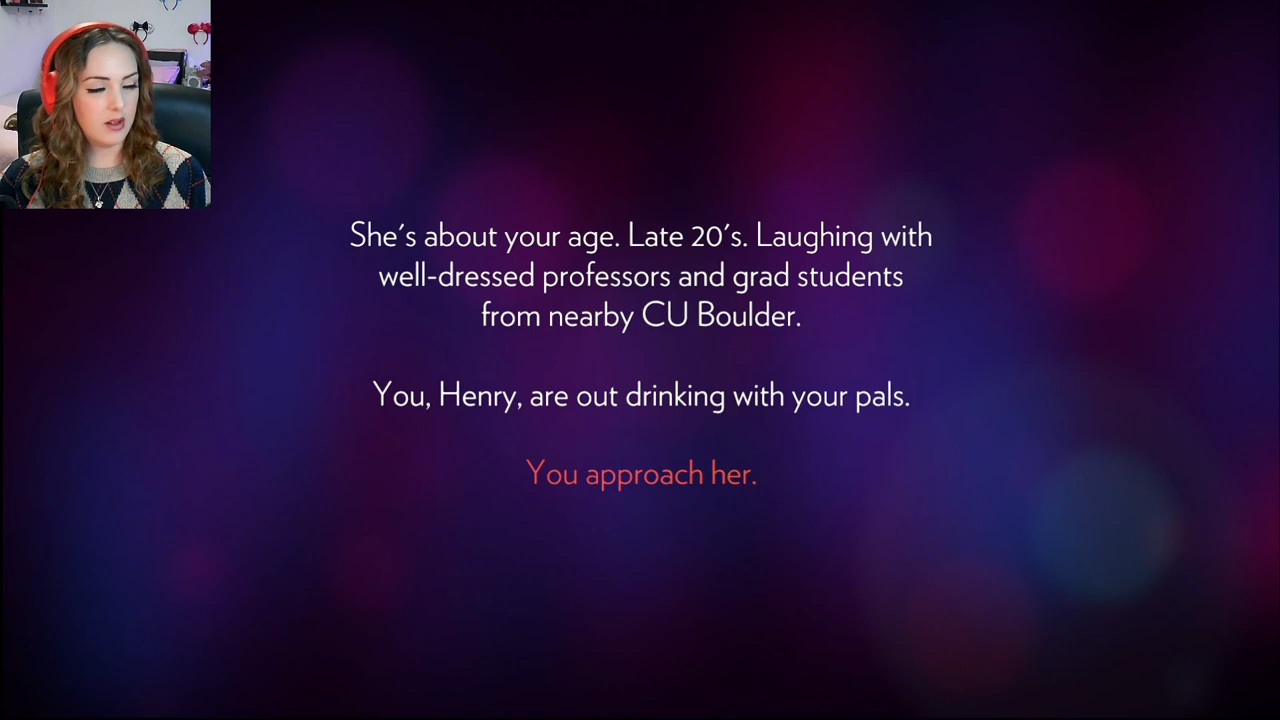 She's about your age. Late 20's. Laughing with
well-dressed professors and grad students
from nearby CU Boulder.
You, Henry, are out drinking with your pals.
You approach her.